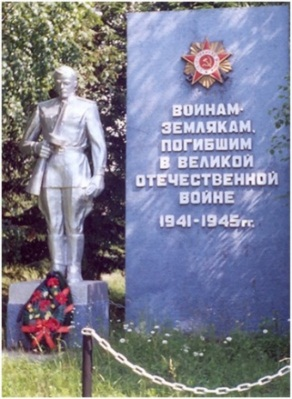 ВОИНАМ-
ЗЕМЛЯКАМ,
ПОГИБШИМ
В ВЕЛИКОЙ
ОТЕЧЕСТВЕННОЙ
ВОЙНЕ
1941-1945гг.